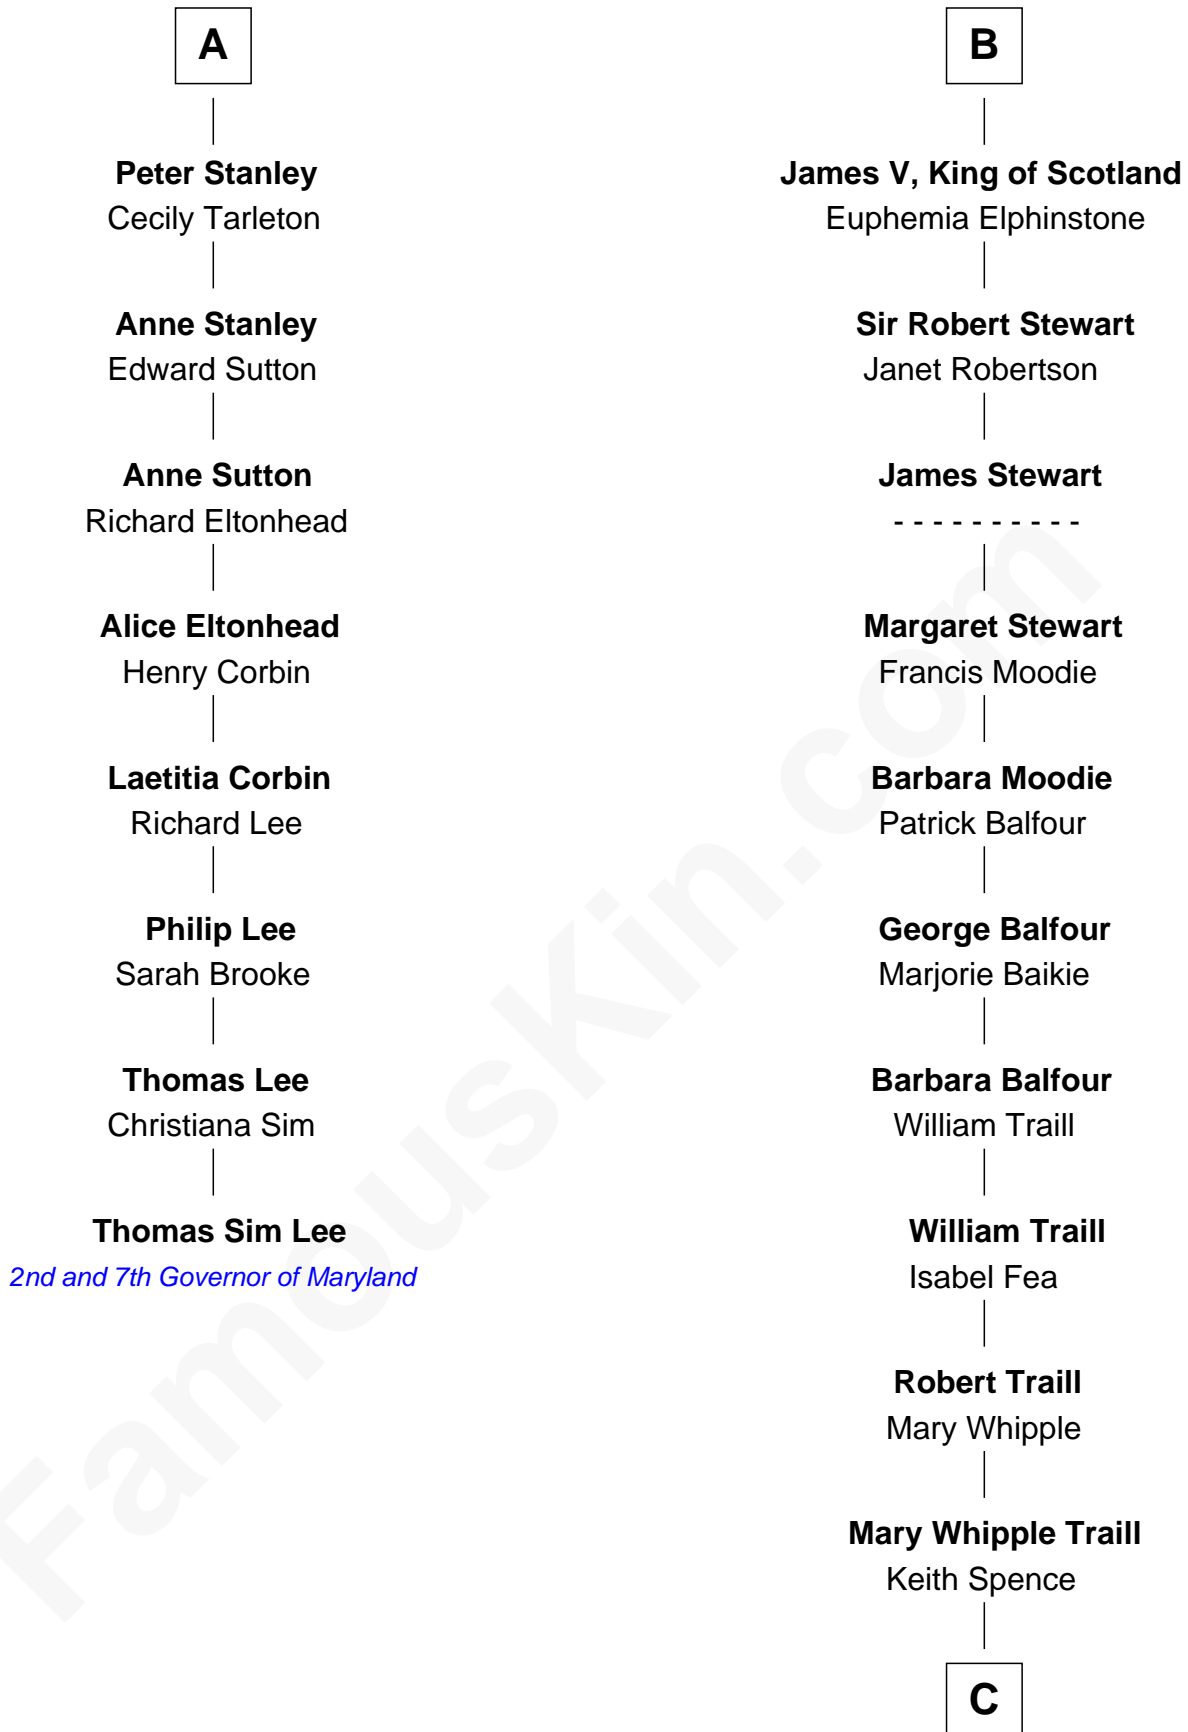 A
Peter Stanley
Cecily Tarleton
Anne Stanley
Edward Sutton
Anne Sutton
Richard Eltonhead
Alice Eltonhead
Henry Corbin
Laetitia Corbin
Richard Lee
Philip Lee
Sarah Brooke
Thomas Lee
Christiana Sim
Thomas Sim Lee
2nd and 7th Governor of Maryland
B
James V, King of Scotland
Euphemia Elphinstone
Sir Robert Stewart
Janet Robertson
James Stewart
- - - - - - - - - -
Margaret Stewart
Francis Moodie
Barbara Moodie
Patrick Balfour
George Balfour
Marjorie Baikie
Barbara Balfour
William Traill
William Traill
Isabel Fea
Robert Traill
Mary Whipple
Mary Whipple Traill
Keith Spence
C
FamousKin.com